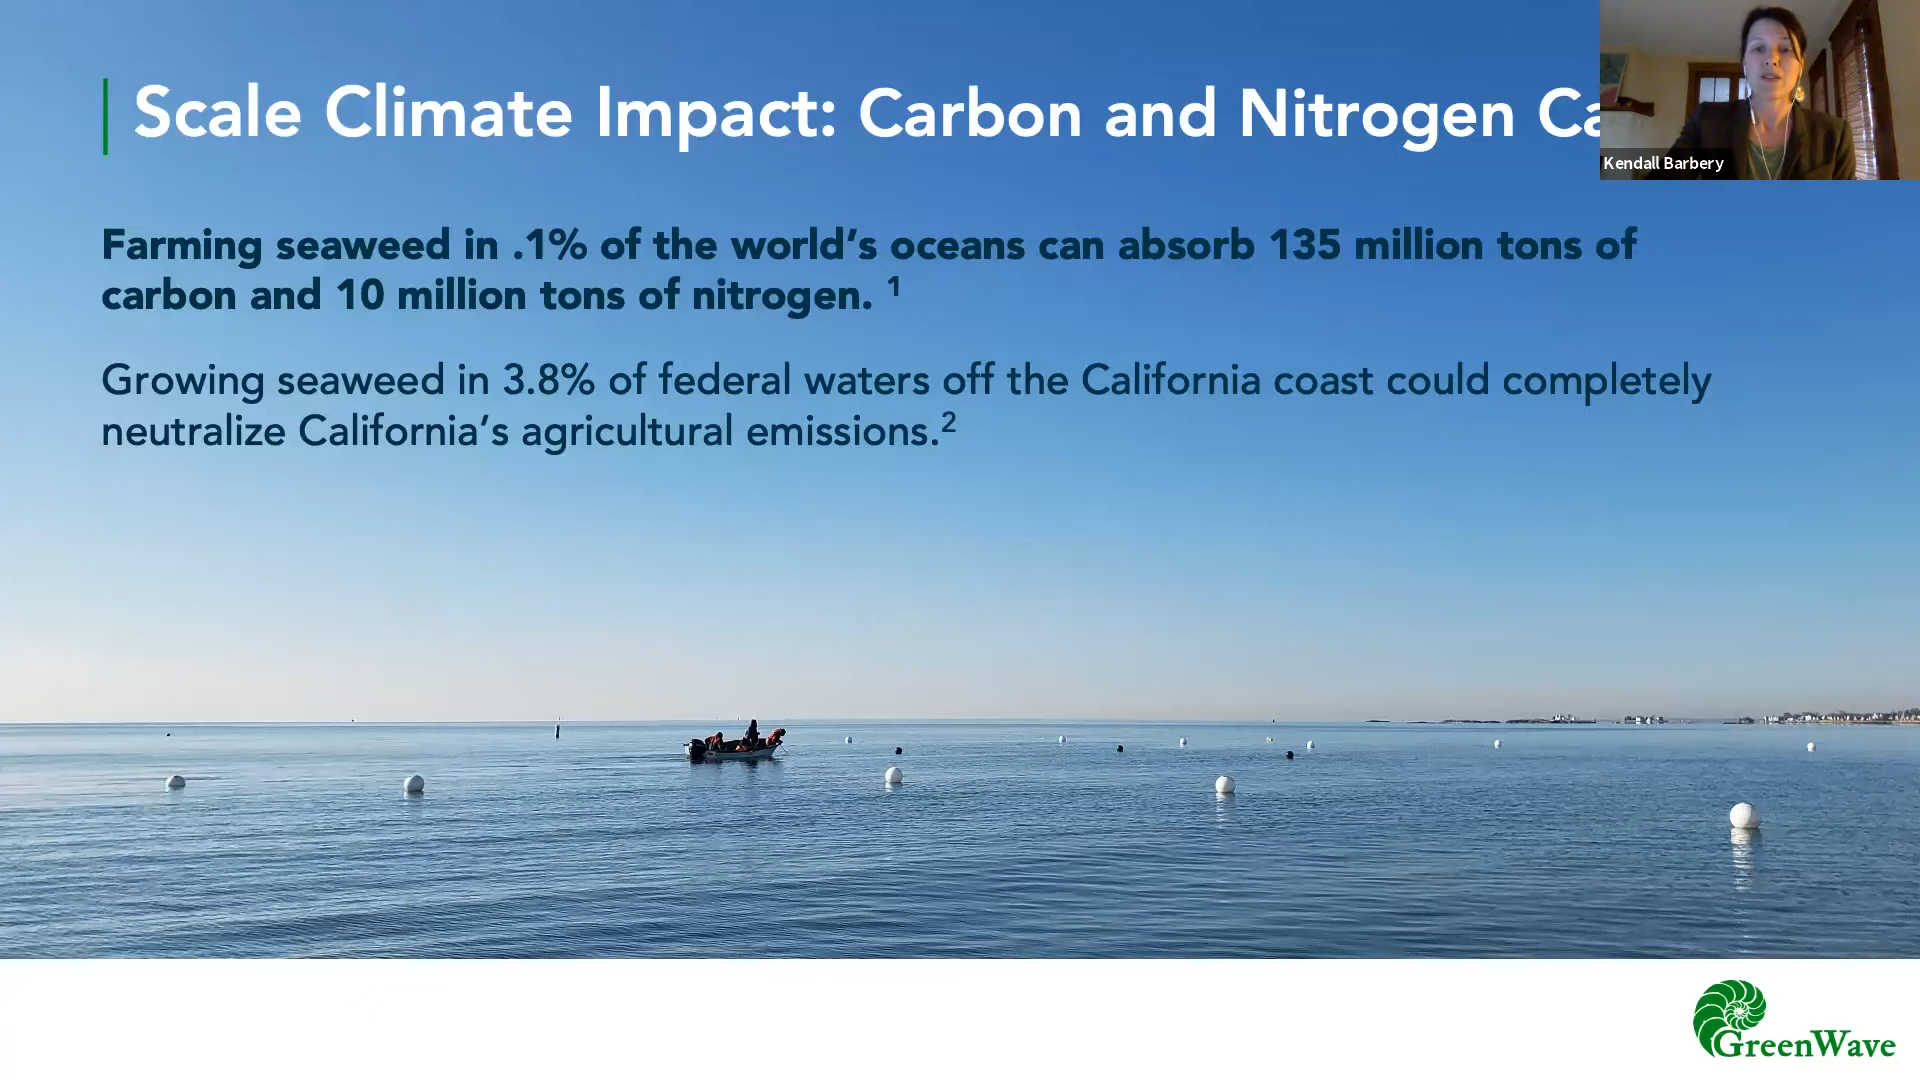 Scale Climate Impact: Carbon and Nitrogen
Kendall Barbery
Farming seaweed in .1% of the world’s oceans can absorb 135 million tons of
carbon and 10 million tons of nitrogen. 1
Growing seaweed in 3.8% of federal waters off the California coast could completely
neutralize California’s agricultural emissions.2
GreenWave